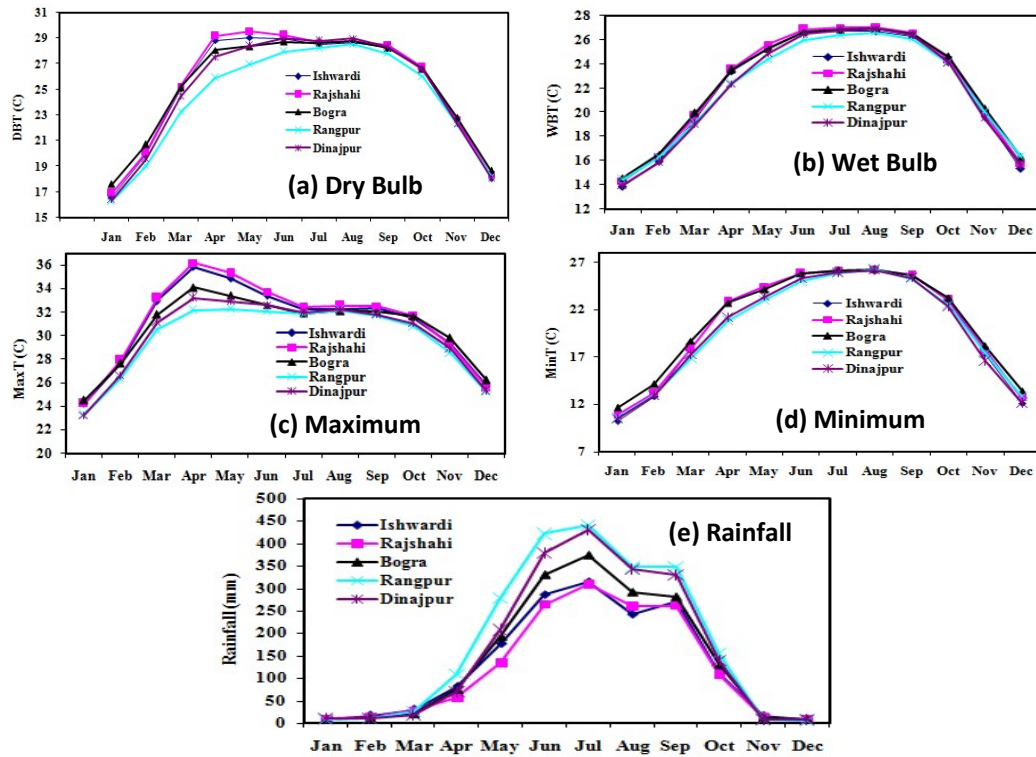 31
29
27
25
23
21
19
17
15
DBT (C)
Ishwardi
Rajshahi
Bogra
Rangpur
Dinajpur
(a) Dry Bulb
Jan Feb Mar Apr May Jun Jul Aug Sep Oct Nov Dec
28
26
24
22
20
18
16
14
12
WBT (C)
Ishwardi
Rajshahi
Bogra
Rangpur
Dinajpur
(b) Wet Bulb
Jan Feb Mar Apr May Jun Jul Aug Sep Oct Nov Dec
36
34
32
30
28
26
24
22
20
MaxT (C)
Ishwardi
Rajshahi
Bogra
Rangpur
Dinajpur
(c) Maximum
Jan Feb Mar Apr May Jun Jul Aug Sep Oct Nov Dec
27
22
17
12
7
MinT (C)
Ishwardi
Rajshahi
Bogra
Rangpur
Dinajpur
(d) Minimum
Jan Feb Mar Apr May Jun Jul Aug Sep Oct Nov Dec
500
450
400
350
300
250
200
150
100
50
0
Rainfall (mm)
Ishwardi
Rajshahi
Bogra
Rangpur
Dinajpur
(e) Rainfall
Jan Feb Mar Apr May Jun Jul Aug Sep Oct Nov Dec